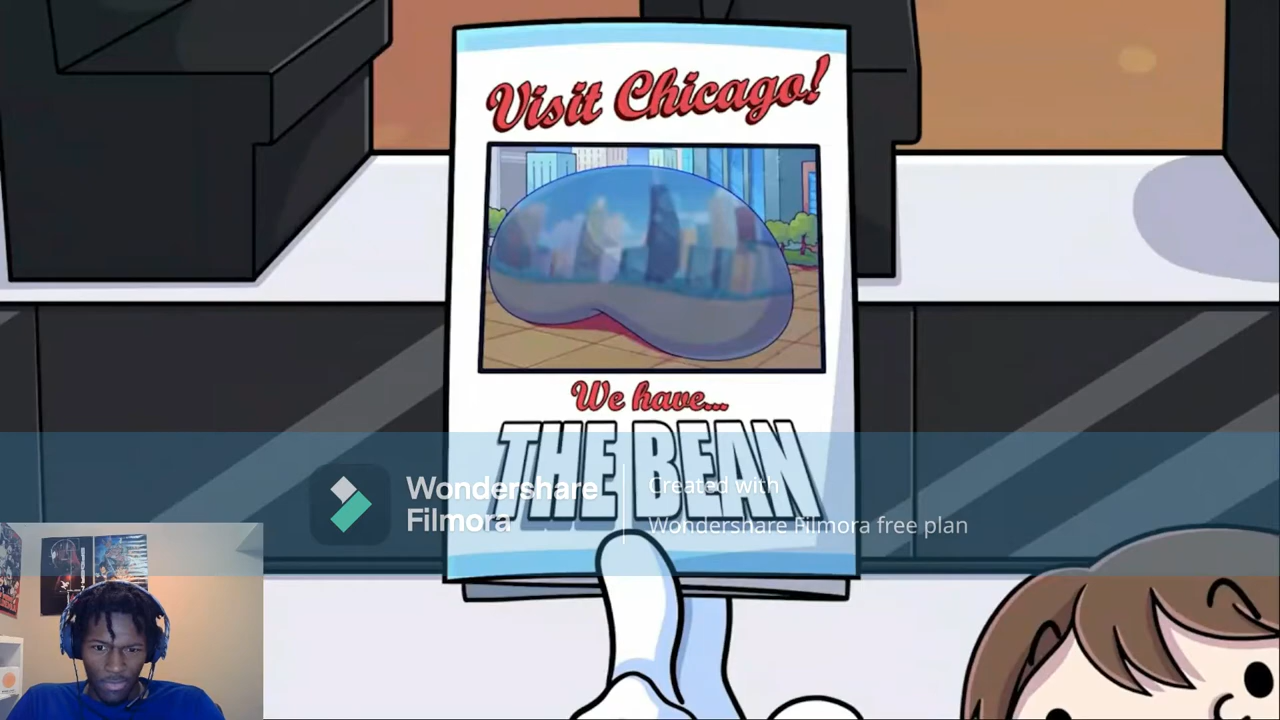 Visit Chicago!
We have...
THE BEAN
Wondershare
Filmora
Created with
Wondershare Filmora free plan